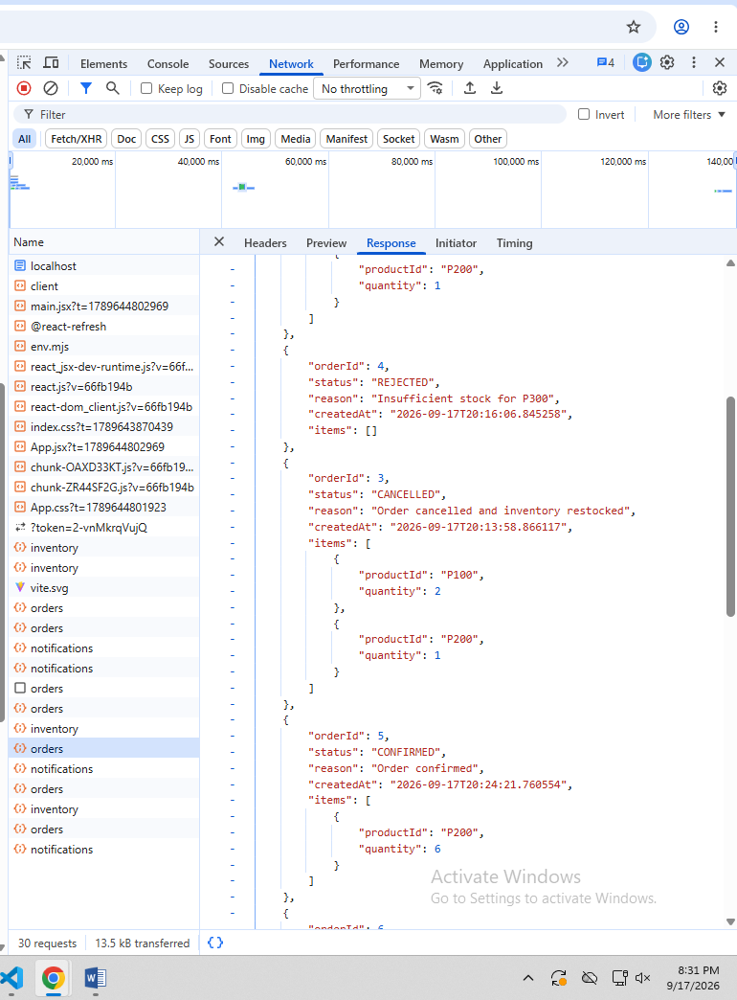 Elements Console Sources Network Performance Memory Application 4
Keep log Disable cache No throttling
Filter Invert More filters
All Fetch/XHR Doc CSS JS Font Img Media Manifest Socket Wasm Other
20,000 ms 40,000 ms 60,000 ms 80,000 ms 100,000 ms 120,000 ms 140,00
Name
localhost
client
main.jsx?t=1789644802969
@react-refresh
env.mjs
react_jsx-dev-runtime.js?v=66f...
react.js?v=66fb194b
react-dom_client.js?v=66fb194b
index.css?t=1789643870439
App.jsx?t=1789644802969
chunk-OAXD33KT.js?v=66fb19...
chunk-ZR44SF2G.js?v=66fb194b
App.css?t=1789644801923
?token=2-vnMkrqVujQ
inventory
inventory
vite.svg
orders
orders
notifications
notifications
orders
orders
inventory
orders
notifications
orders
inventory
orders
notifications
Headers Preview Response Initiator Timing
{
"productId": "P200",
"quantity": 1
}
]
},
{
"orderId": 4,
"status": "REJECTED",
"reason": "Insufficient stock for P300",
"createdAt": "2026-09-17T20:16:06.845258",
"items": []
},
{
"orderId": 3,
"status": "CANCELLED",
"reason": "Order cancelled and inventory restocked",
"createdAt": "2026-09-17T20:13:58.866117",
"items": [
{
"productId": "P100",
"quantity": 2
},
{
"productId": "P200",
"quantity": 1
}
]
},
{
"orderId": 5,
"status": "CONFIRMED",
"reason": "Order confirmed",
"createdAt": "2026-09-17T20:24:21.760554",
"items": [
{
"productId": "P200",
"quantity": 6
}
]
},
{
"orderId": 6
Activate Windows
Go to Settings to activate Windows.
30 requests 13.5 kB transferred { }
8:31 PM
9/17/2026